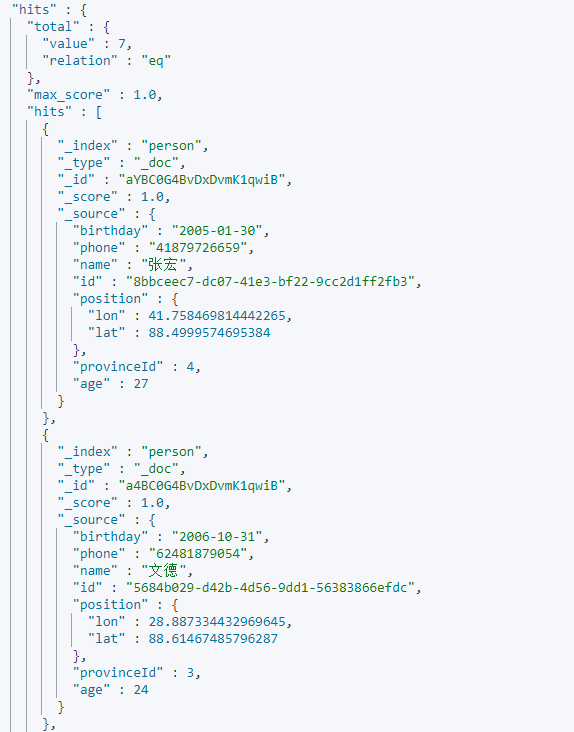 "hits" : {
"total" : {
"value" : 7,
"relation" : "eq"
},
"max_score" : 1.0,
"hits" : [
{
"_index" : "person",
"_type" : "_doc",
"_id" : "aYBC0G4BvDxDvmK1qwiB",
"_score" : 1.0,
"_source" : {
"birthday" : "2005-01-30",
"phone" : "41879726659",
"name" : "张宏",
"id" : "8bbceec7-dc07-41e3-bf22-9cc2d1ff2fb3",
"position" : {
"lon" : 41.758469814442265,
"lat" : 88.4999574695384
},
"provinceId" : 4,
"age" : 27
}
},
{
"_index" : "person",
"_type" : "_doc",
"_id" : "a4BC0G4BvDxDvmK1qwiB",
"_score" : 1.0,
"_source" : {
"birthday" : "2006-10-31",
"phone" : "62481879054",
"name" : "文德",
"id" : "5684b029-d42b-4d56-9dd1-56383866efdc",
"position" : {
"lon" : 28.887334432969645,
"lat" : 88.61467485796287
},
"provinceId" : 3,
"age" : 24
}
},